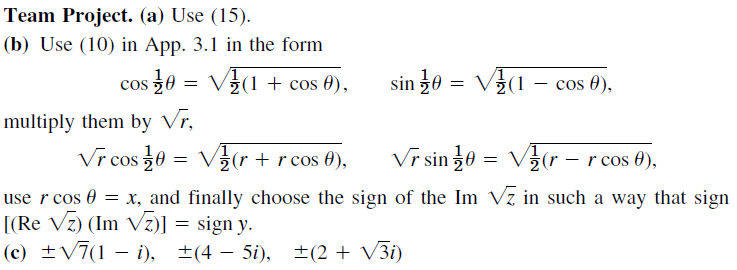 Team Project. (a) Use (15).
(b) Use (10) in App. 3.1 in the form
cos ½θ = √½(1 + cos θ), sin ½θ = √½(1 − cos θ),
multiply them by √r,
√r cos ½θ = √½(r + r cos θ), √r sin ½θ = √½(r − r cos θ),
use r cos θ = x, and finally choose the sign of the Im √z in such a way that sign
[(Re √z) (Im √z)] = sign y.
(c) ±√7(1 − i), ±(4 − 5i), ±(2 + √3i)